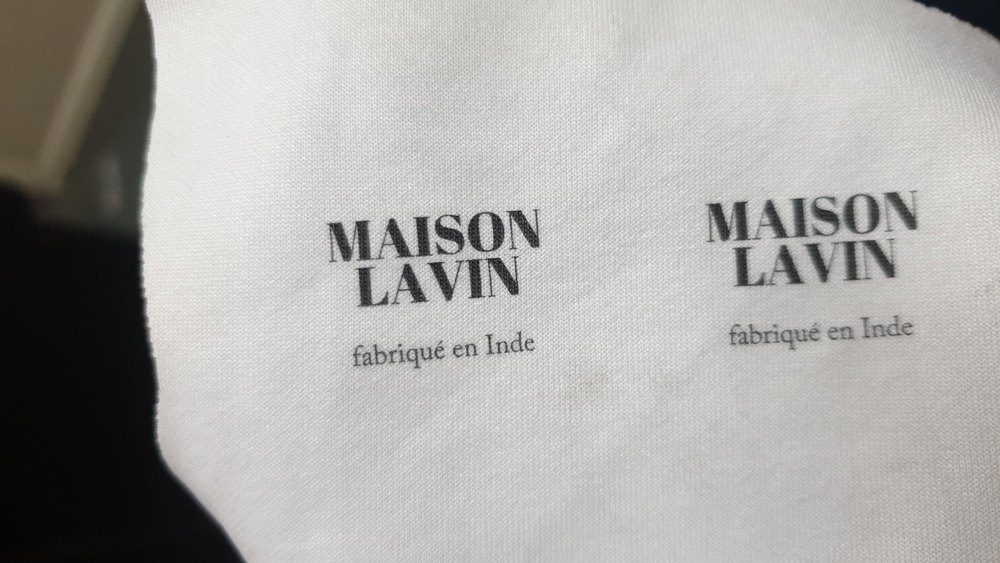 MAISON
LAVIN
fabriqué en Inde
MAISON
LAVIN
fabriqué en Inde